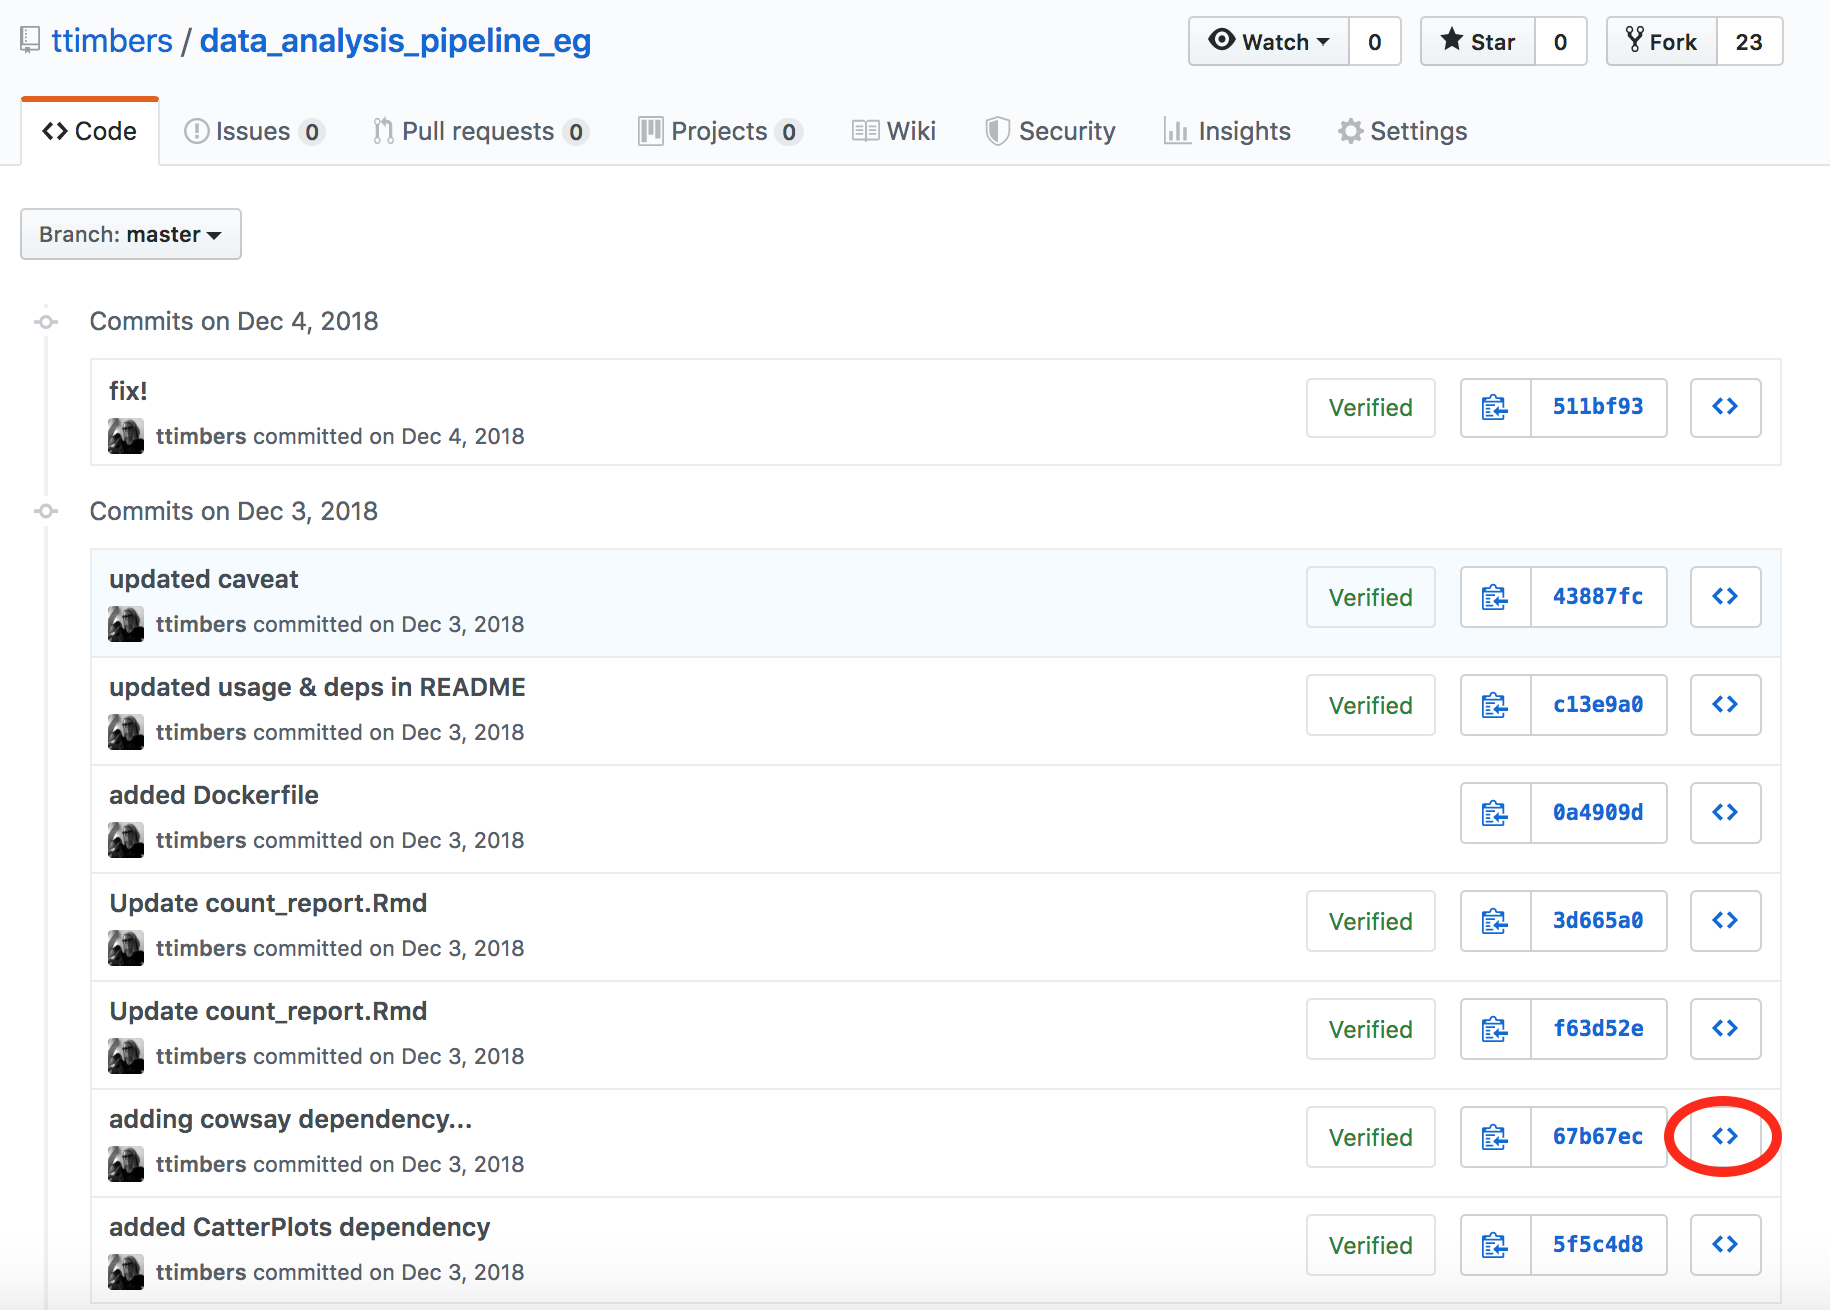 ttimbers / data_analysis_pipeline_eg
Watch 0 Star 0 Fork 23
Code Issues 0 Pull requests 0 Projects 0 Wiki Security Insights Settings
Branch: master
Commits on Dec 4, 2018
fix!
ttimbers committed on Dec 4, 2018
Verified 511bf93
Commits on Dec 3, 2018
updated caveat
ttimbers committed on Dec 3, 2018
Verified 43887fc
updated usage & deps in README
ttimbers committed on Dec 3, 2018
Verified c13e9a0
added Dockerfile
ttimbers committed on Dec 3, 2018
0a4909d
Update count_report.Rmd
ttimbers committed on Dec 3, 2018
Verified 3d665a0
Update count_report.Rmd
ttimbers committed on Dec 3, 2018
Verified f63d52e
adding cowsay dependency...
ttimbers committed on Dec 3, 2018
Verified 67b67ec
added CatterPlots dependency
ttimbers committed on Dec 3, 2018
Verified 5f5c4d8